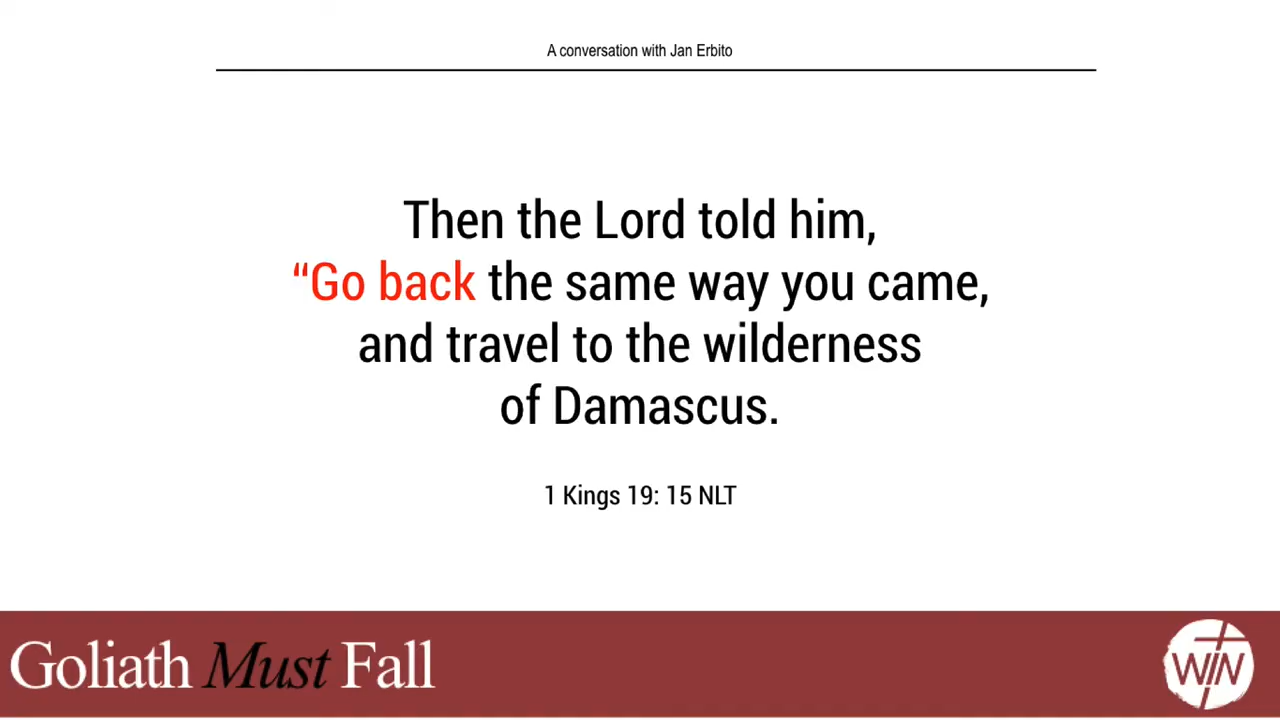 A conversation with Jan Erbito
Then the Lord told him,
“Go back the same way you came,
and travel to the wilderness
of Damascus.
1 Kings 19: 15 NLT
Goliath Must Fall
WIN